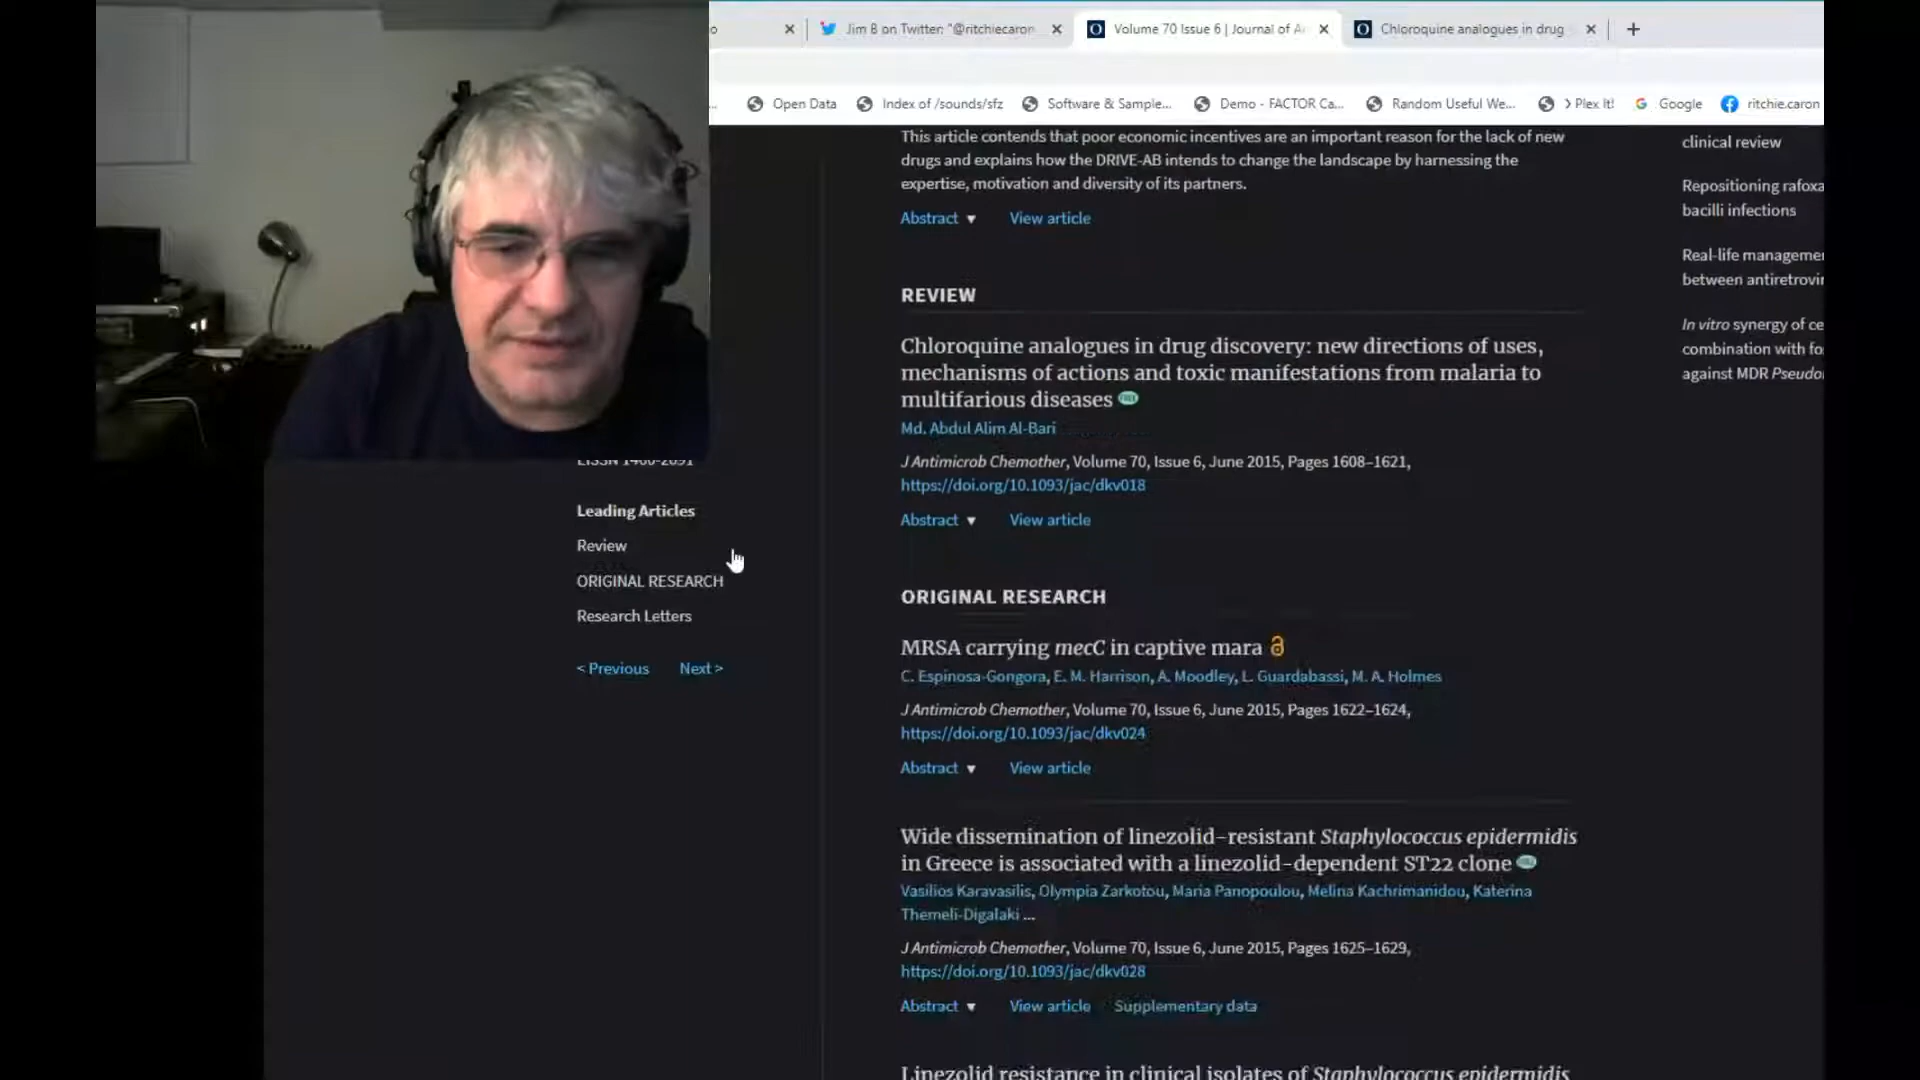 o
Jim B on Twitter: "@ritchiecaron
Volume 70 Issue 6 | Journal of A
Chloroquine analogues in drug
Open Data
Index of /sounds/sfz
Software & Sample...
Demo - FACTOR Ca...
Random Useful We...
> Plex It!
Google
ritchie.caron
This article contends that poor economic incentives are an important reason for the lack of new
drugs and explains how the DRIVE-AB intends to change the landscape by harnessing the
expertise, motivation and diversity of its partners.
Abstract ▼ View article
REVIEW
Chloroquine analogues in drug discovery: new directions of uses,
mechanisms of actions and toxic manifestations from malaria to
multifarious diseases FREE
Md. Abdul Alim Al-Bari
J Antimicrob Chemother, Volume 70, Issue 6, June 2015, Pages 1608–1621,
https://doi.org/10.1093/jac/dkv018
Abstract ▼ View article
ORIGINAL RESEARCH
MRSA carrying mecC in captive mara
C. Espinosa-Gongora, E. M. Harrison, A. Moodley, L. Guardabassi, M. A. Holmes
J Antimicrob Chemother, Volume 70, Issue 6, June 2015, Pages 1622–1624,
https://doi.org/10.1093/jac/dkv024
Abstract ▼ View article
Wide dissemination of linezolid-resistant Staphylococcus epidermidis
in Greece is associated with a linezolid-dependent ST22 clone
Vasilios Karavasilis, Olympia Zarkotou, Maria Panopoulou, Melina Kachrimanidou, Katerina
Themeli-Digalaki ...
J Antimicrob Chemother, Volume 70, Issue 6, June 2015, Pages 1625–1629,
https://doi.org/10.1093/jac/dkv028
Abstract ▼ View article Supplementary data
Linezolid resistance in clinical isolates of Staphylococcus epidermidis
EISSN 1460-2091
Leading Articles
Review
ORIGINAL RESEARCH
Research Letters
< Previous Next >
clinical review
Repositioning rafoxa
bacilli infections
Real-life managemen
between antiretrovir
In vitro synergy of ce
combination with fo
against MDR Pseudo